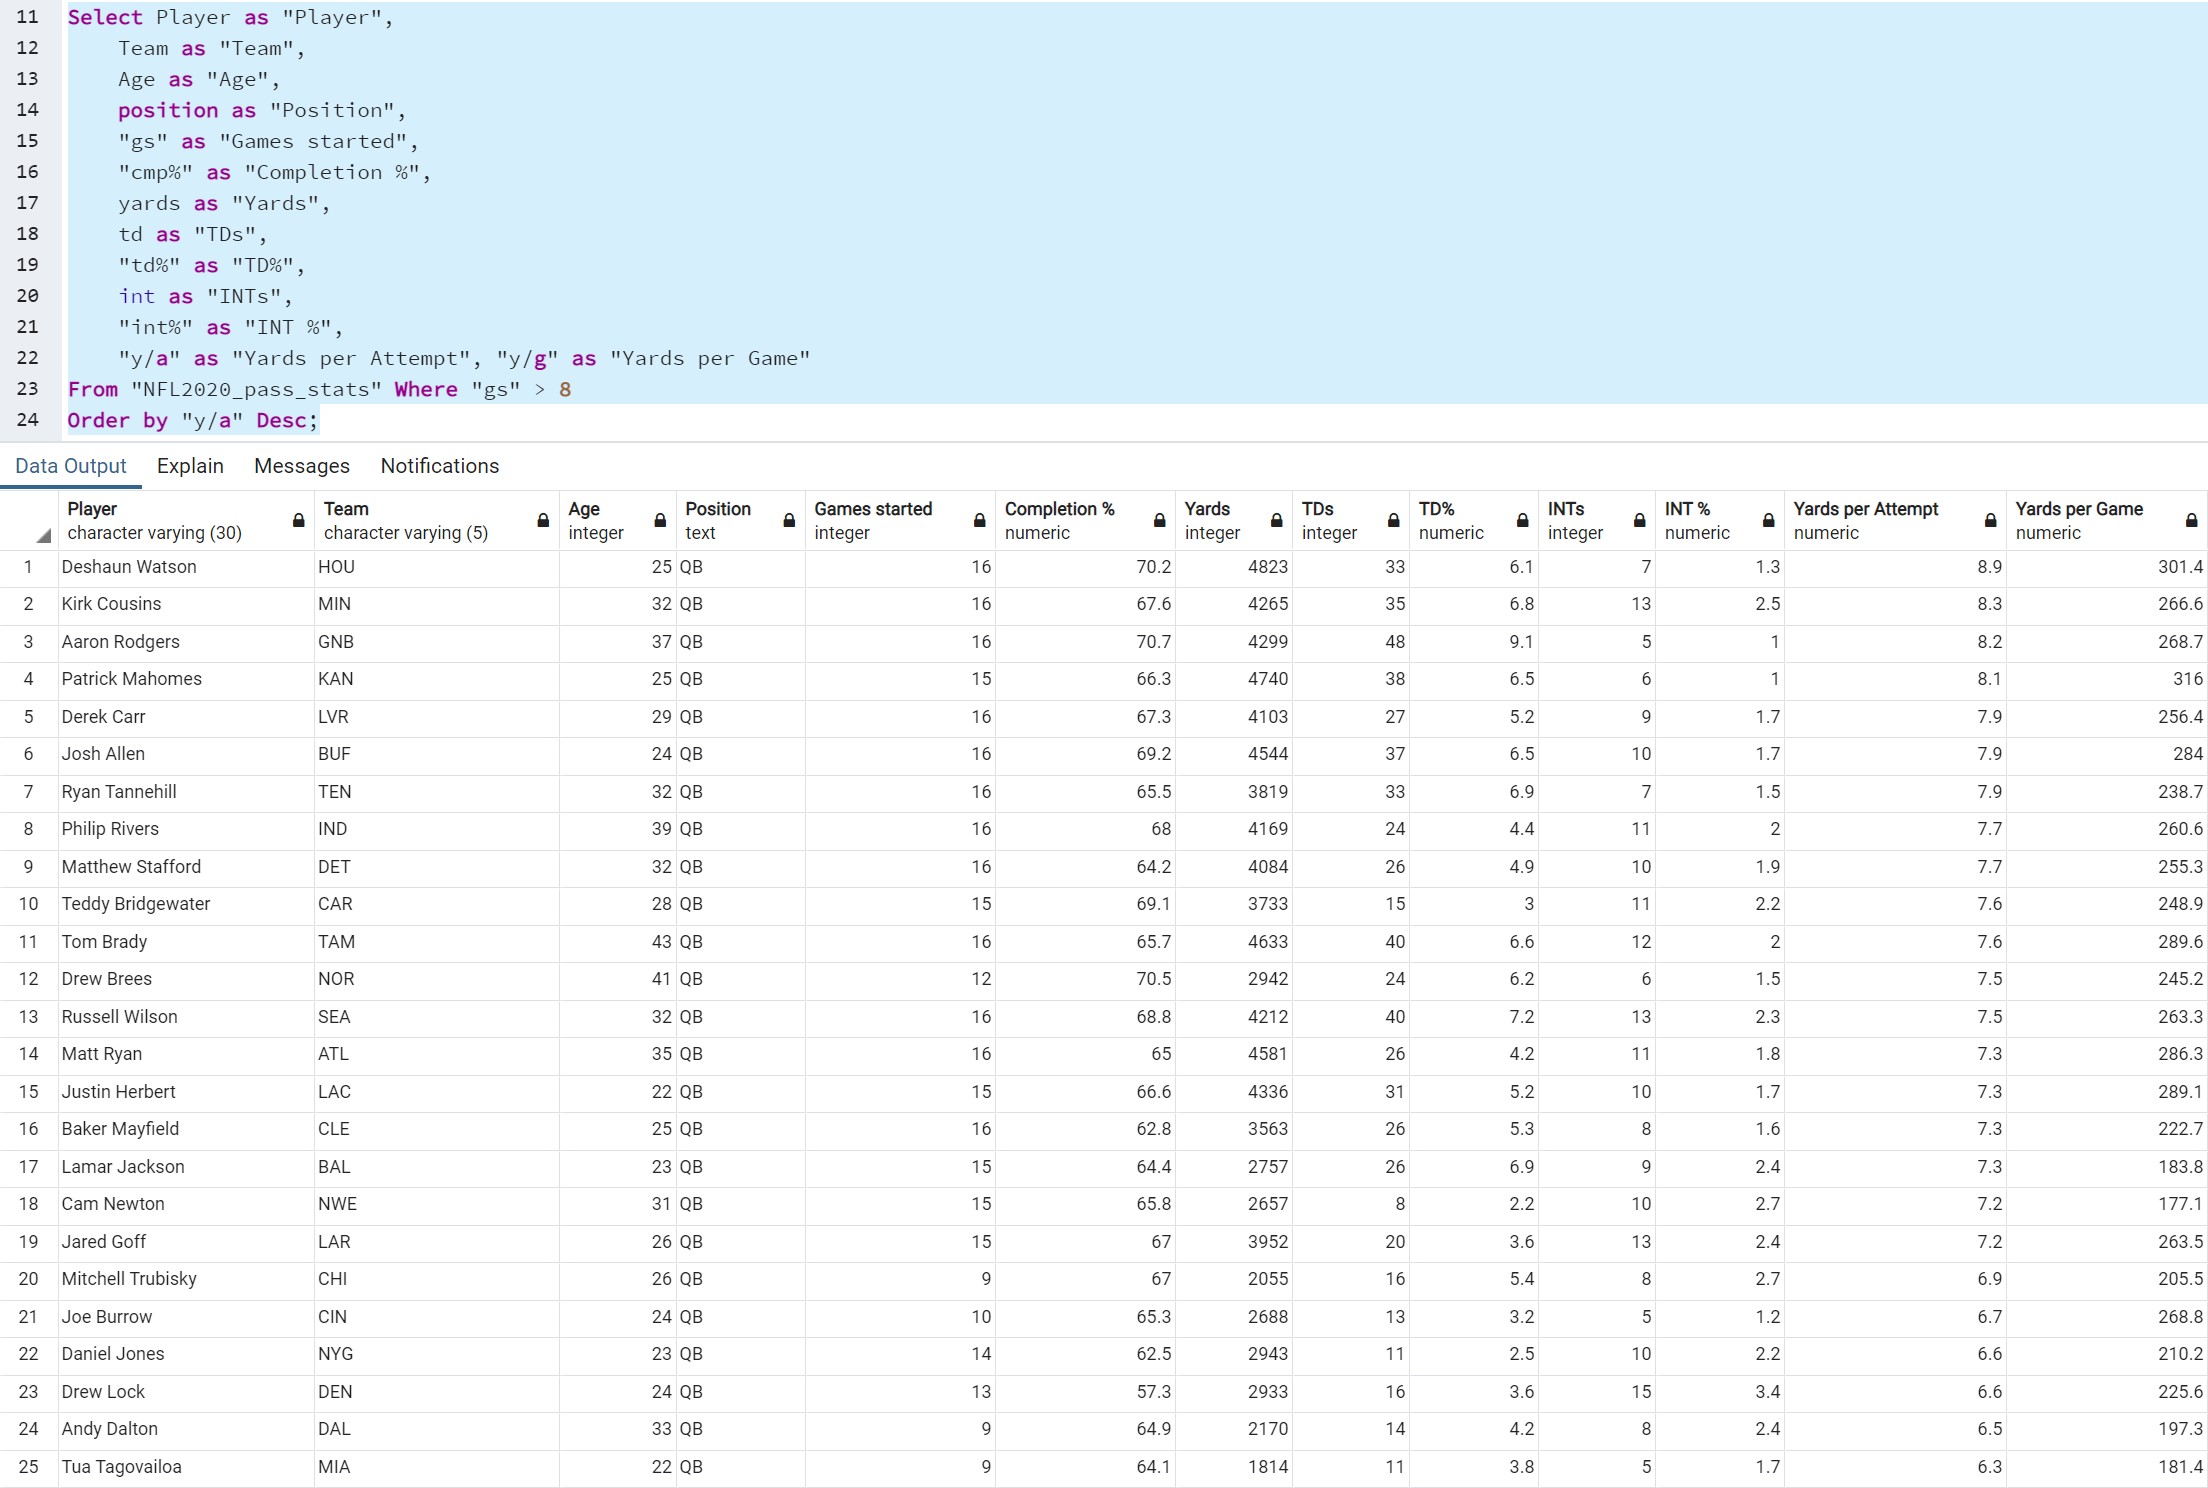 11 Select Player as "Player",
12 Team as "Team",
13 Age as "Age",
14 position as "Position",
15 "gs" as "Games started",
16 "cmp%" as "Completion %",
17 yards as "Yards",
18 td as "TDs",
19 "td%" as "TD%",
20 int as "INTs",
21 "int%" as "INT %",
22 "y/a" as "Yards per Attempt", "y/g" as "Yards per Game"
23 From "NFL2020_pass_stats" Where "gs" > 8
24 Order by "y/a" Desc;
Data Output Explain Messages Notifications
Player Team Age Position Games started Completion % Yards TDs TD% INTs INT % Yards per Attempt Yards per Game
character varying (30) character varying (5) integer text integer numeric integer integer numeric integer numeric numeric numeric
1 Deshaun Watson HOU 25 QB 16 70.2 4823 33 6.1 7 1.3 8.9 301.4
2 Kirk Cousins MIN 32 QB 16 67.6 4265 35 6.8 13 2.5 8.3 266.6
3 Aaron Rodgers GNB 37 QB 16 70.7 4299 48 9.1 5 1 8.2 268.7
4 Patrick Mahomes KAN 25 QB 15 66.3 4740 38 6.5 6 1 8.1 316
5 Derek Carr LVR 29 QB 16 67.3 4103 27 5.2 9 1.7 7.9 256.4
6 Josh Allen BUF 24 QB 16 69.2 4544 37 6.5 10 1.7 7.9 284
7 Ryan Tannehill TEN 32 QB 16 65.5 3819 33 6.9 7 1.5 7.9 238.7
8 Philip Rivers IND 39 QB 16 68 4169 24 4.4 11 2 7.7 260.6
9 Matthew Stafford DET 32 QB 16 64.2 4084 26 4.9 10 1.9 7.7 255.3
10 Teddy Bridgewater CAR 28 QB 15 69.1 3733 15 3 11 2.2 7.6 248.9
11 Tom Brady TAM 43 QB 16 65.7 4633 40 6.6 12 2 7.6 289.6
12 Drew Brees NOR 41 QB 12 70.5 2942 24 6.2 6 1.5 7.5 245.2
13 Russell Wilson SEA 32 QB 16 68.8 4212 40 7.2 13 2.3 7.5 263.3
14 Matt Ryan ATL 35 QB 16 65 4581 26 4.2 11 1.8 7.3 286.3
15 Justin Herbert LAC 22 QB 15 66.6 4336 31 5.2 10 1.7 7.3 289.1
16 Baker Mayfield CLE 25 QB 16 62.8 3563 26 5.3 8 1.6 7.3 222.7
17 Lamar Jackson BAL 23 QB 15 64.4 2757 26 6.9 9 2.4 7.3 183.8
18 Cam Newton NWE 31 QB 15 65.8 2657 8 2.2 10 2.7 7.2 177.1
19 Jared Goff LAR 26 QB 15 67 3952 20 3.6 13 2.4 7.2 263.5
20 Mitchell Trubisky CHI 26 QB 9 67 2055 16 5.4 8 2.7 6.9 205.5
21 Joe Burrow CIN 24 QB 10 65.3 2688 13 3.2 5 1.2 6.7 268.8
22 Daniel Jones NYG 23 QB 14 62.5 2943 11 2.5 10 2.2 6.6 210.2
23 Drew Lock DEN 24 QB 13 57.3 2933 16 3.6 15 3.4 6.6 225.6
24 Andy Dalton DAL 33 QB 9 64.9 2170 14 4.2 8 2.4 6.5 197.3
25 Tua Tagovailoa MIA 22 QB 9 64.1 1814 11 3.8 5 1.7 6.3 181.4